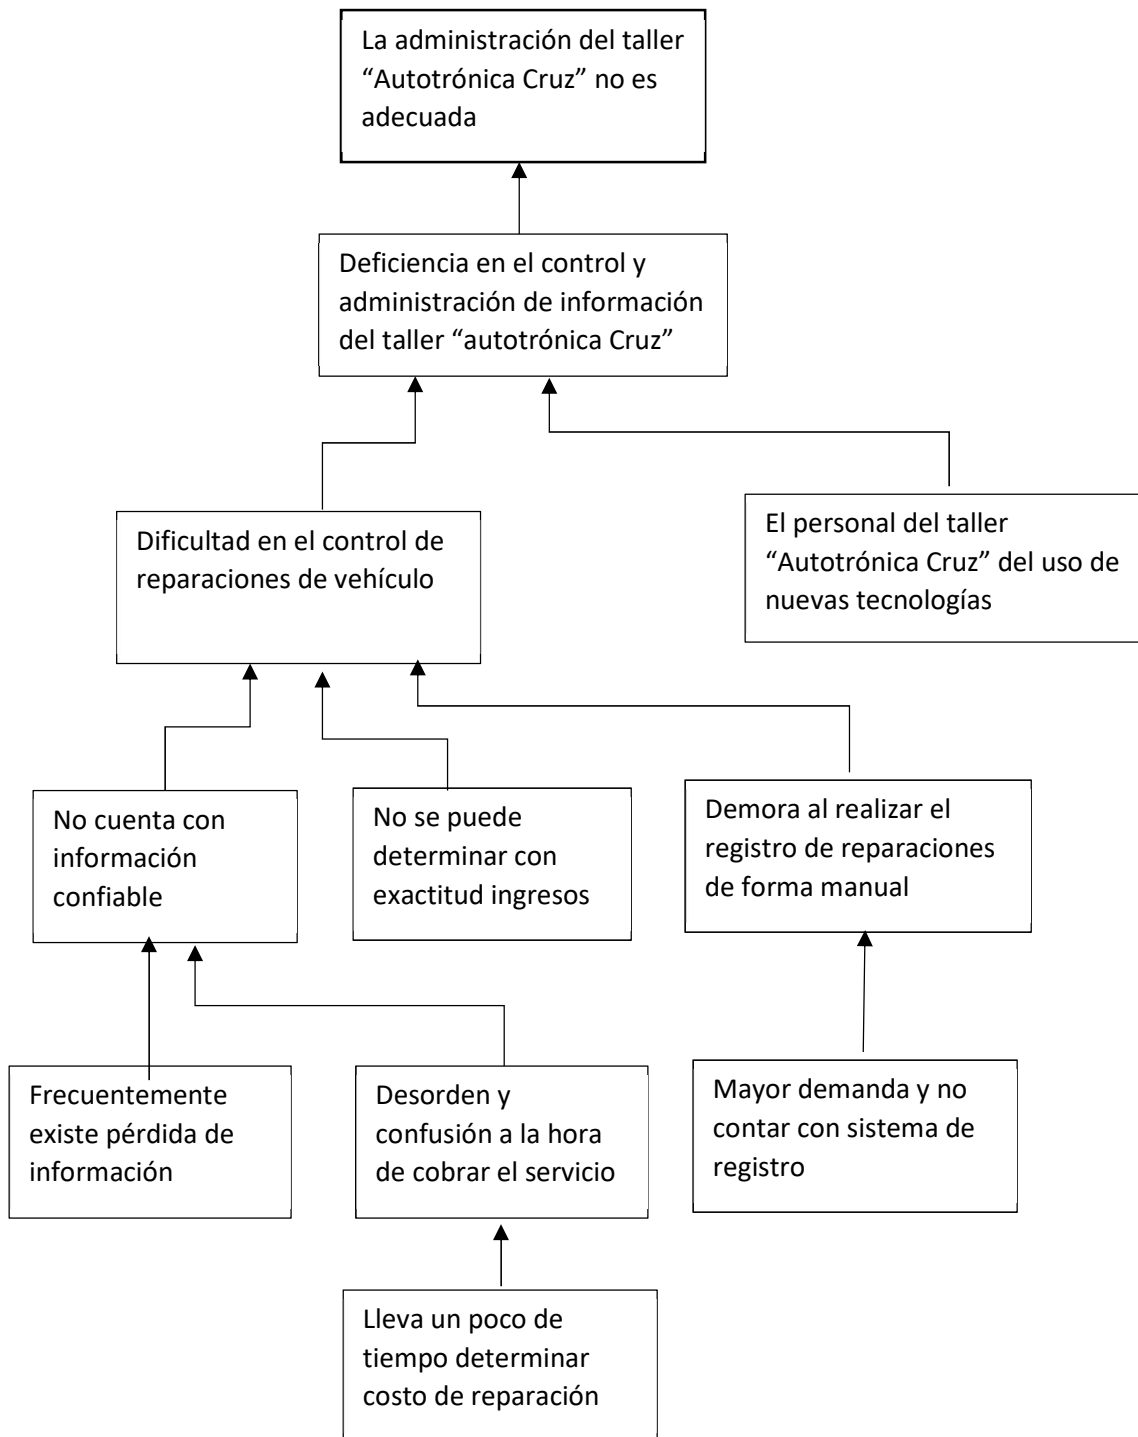 La administración del taller
“Autotrónica Cruz” no es
adecuada
Deficiencia en el control y
administración de información
del taller “autotrónica Cruz”
Dificultad en el control de
reparaciones de vehículo
El personal del taller
“Autotrónica Cruz” del uso de
nuevas tecnologías
No cuenta con
información
confiable
No se puede
determinar con
exactitud ingresos
Demora al realizar el
registro de reparaciones
de forma manual
Frecuentemente
existe pérdida de
información
Desorden y
confusión a la hora
de cobrar el servicio
Mayor demanda y no
contar con sistema de
registro
Lleva un poco de
tiempo determinar
costo de reparación